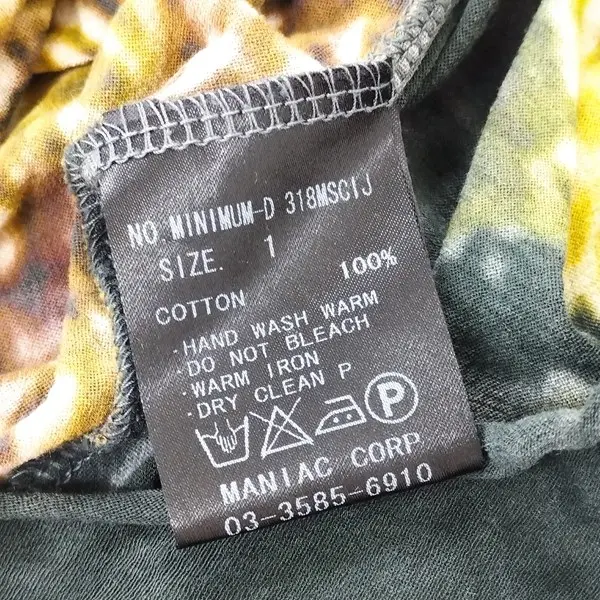 NO.MINIMUM-D 318MSCIJ
SIZE. 1
COTTON 100%
·HAND WASH WARM
·DO NOT BLEACH
·WARM IRON
·DRY CLEAN P
P
MANIAC CORP
03-3585-6910